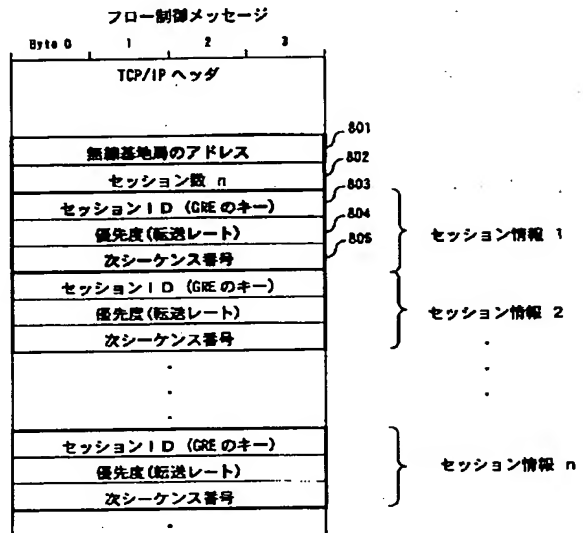 フロー制御メッセージ
Byte 0 1 2 3
TCP/IP ヘッダ
801
無線基地局のアドレス
802
セッション数 n
803
セッションID (GREのキー)
804
優先度(転送レート)
セッション情報 1
805
次シーケンス番号
セッションID (GREのキー)
優先度(転送レート)
セッション情報 2
次シーケンス番号
セッションID (GREのキー)
優先度(転送レート)
セッション情報 n
次シーケンス番号